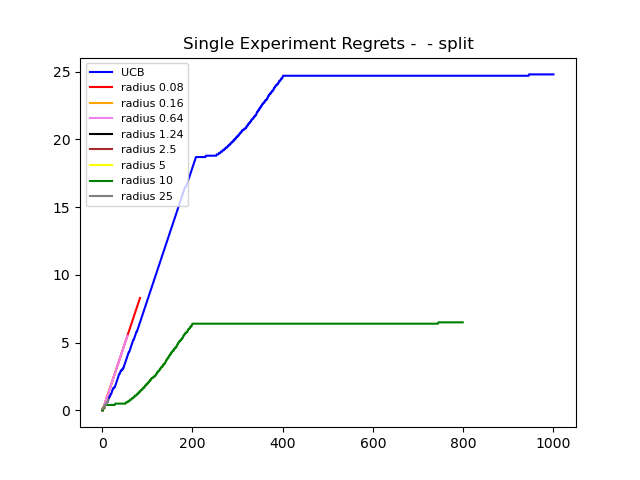 Single Experiment Regrets -  - split
UCB
radius 0.08
radius 0.16
radius 0.64
radius 1.24
radius 2.5
radius 5
radius 10
radius 25
25
20
15
10
5
0
0 200 400 600 800 1000